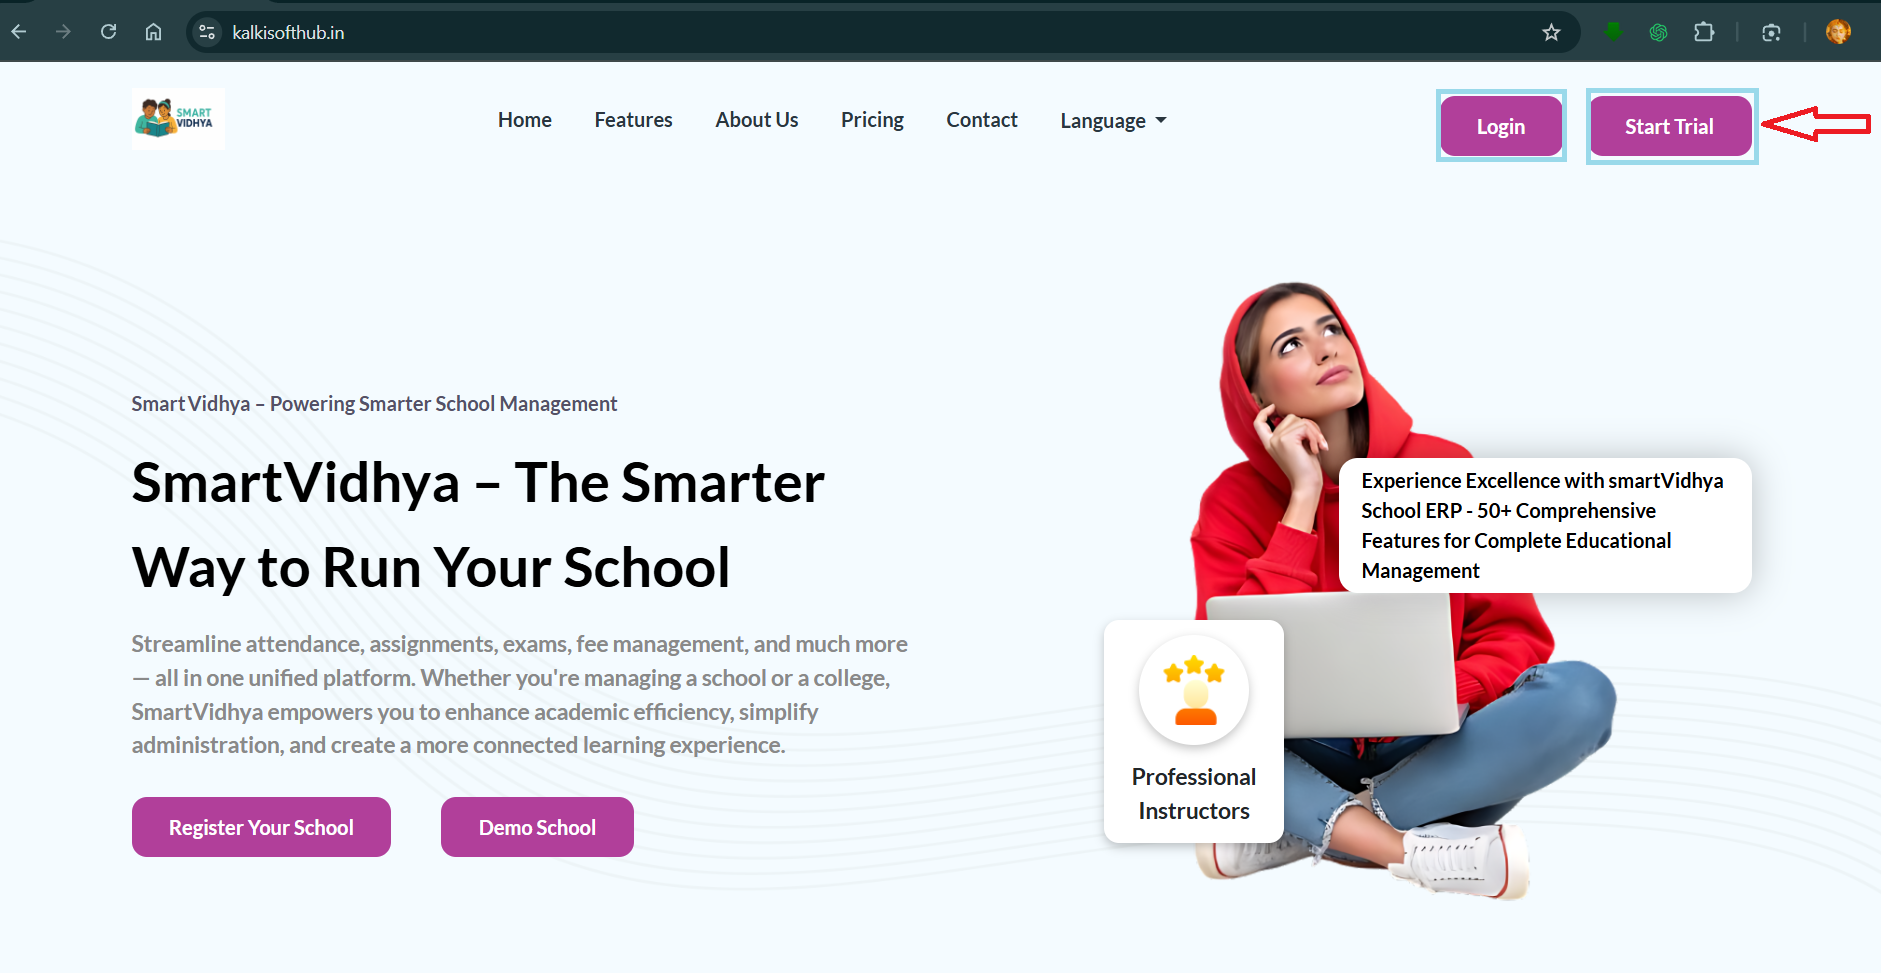 kalkisofthub.in
SMART
VIDHYA
Home
Features
About Us
Pricing
Contact
Language
Login
Start Trial
SmartVidhya – Powering Smarter School Management
SmartVidhya – The Smarter
Way to Run Your School
Streamline attendance, assignments, exams, fee management, and much more
— all in one unified platform. Whether you're managing a school or a college,
SmartVidhya empowers you to enhance academic efficiency, simplify
administration, and create a more connected learning experience.
Register Your School
Demo School
Experience Excellence with smartVidhya
School ERP - 50+ Comprehensive
Features for Complete Educational
Management
Professional
Instructors